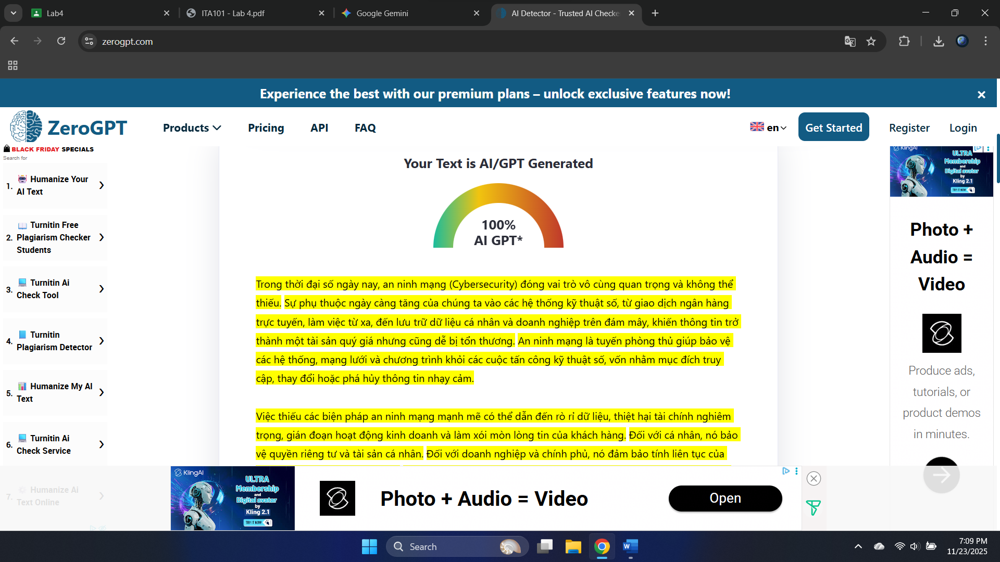 Lab4
ITA101 - Lab 4.pdf
Google Gemini
AI Detector - Trusted AI Checke
zerogpt.com
Experience the best with our premium plans – unlock exclusive features now!
ZeroGPT
Products
Pricing
API
FAQ
en
Get Started
Register
Login
BLACK FRIDAY SPECIALS
Search for
1. Humanize Your
AI Text
2. Turnitin Free
Plagiarism Checker
Students
3. Turnitin Ai
Check Tool
4. Turnitin
Plagiarism Detector
5. Humanize My AI
Text
6. Turnitin Ai
Check Service
7. Humanize Ai
Text Online
Your Text is AI/GPT Generated
100%
AI GPT*
Trong thời đại số ngày nay, an ninh mạng (Cybersecurity) đóng vai trò vô cùng quan trọng và không thể
thiếu. Sự phụ thuộc ngày càng tăng của chúng ta vào các hệ thống kỹ thuật số, từ giao dịch ngân hàng
trực tuyến, làm việc từ xa, đến lưu trữ dữ liệu cá nhân và doanh nghiệp trên đám mây, khiến thông tin trở
thành một tài sản quý giá nhưng cũng dễ bị tổn thương. An ninh mạng là tuyến phòng thủ giúp bảo vệ
các hệ thống, mạng lưới và chương trình khỏi các cuộc tấn công kỹ thuật số, vốn nhằm mục đích truy
cập, thay đổi hoặc phá hủy thông tin nhạy cảm.
Việc thiếu các biện pháp an ninh mạng mạnh mẽ có thể dẫn đến rò rỉ dữ liệu, thiệt hại tài chính nghiêm
trọng, gián đoạn hoạt động kinh doanh và làm xói mòn lòng tin của khách hàng. Đối với cá nhân, nó bảo
vệ quyền riêng tư và tài sản cá nhân. Đối với doanh nghiệp và chính phủ, nó đảm bảo tính liên tục của
KlingAI
ULTRA
Membership
and
Digital avatar
by
Kling 2.1
TRY IT NOW
Photo +
Audio =
Video
Produce ads,
tutorials, or
product demos
in minutes.
KlingAI
ULTRA
Membership
and
Digital avatar
by
Kling 2.1
TRY IT NOW
Photo + Audio = Video
Open
Search
7:09 PM
11/23/2025